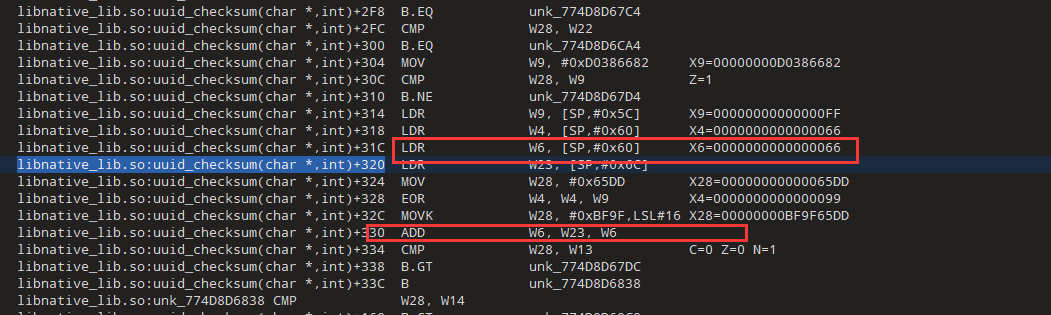 libnative_lib.so:uuid_checksum(char *,int)+2F8 B.EQ unk_774D8D67C4
libnative_lib.so:uuid_checksum(char *,int)+2FC CMP W28, W22
libnative_lib.so:uuid_checksum(char *,int)+300 B.EQ unk_774D8D6CA4
libnative_lib.so:uuid_checksum(char *,int)+304 MOV W9, #0xD0386682 X9=00000000D0386682
libnative_lib.so:uuid_checksum(char *,int)+30C CMP W28, W9 Z=1
libnative_lib.so:uuid_checksum(char *,int)+310 B.NE unk_774D8D67D4
libnative_lib.so:uuid_checksum(char *,int)+314 LDR W9, [SP,#0x5C] X9=00000000000000FF
libnative_lib.so:uuid_checksum(char *,int)+318 LDR W4, [SP,#0x60] X4=0000000000000066
libnative_lib.so:uuid_checksum(char *,int)+31C LDR W6, [SP,#0x60] X6=0000000000000066
libnative_lib.so:uuid_checksum(char *,int)+320 LDR W23, [SP,#0x6C]
libnative_lib.so:uuid_checksum(char *,int)+324 MOV W28, #0x65DD X28=00000000000065DD
libnative_lib.so:uuid_checksum(char *,int)+328 EOR W4, W4, W9 X4=0000000000000099
libnative_lib.so:uuid_checksum(char *,int)+32C MOVK W28, #0xBF9F,LSL#16 X28=00000000BF9F65DD
libnative_lib.so:uuid_checksum(char *,int)+330 ADD W6, W23, W6
libnative_lib.so:uuid_checksum(char *,int)+334 CMP W28, W13 C=0 Z=0 N=1
libnative_lib.so:uuid_checksum(char *,int)+338 B.GT unk_774D8D67DC
libnative_lib.so:uuid_checksum(char *,int)+33C B unk_774D8D6838
libnative_lib.so:unk_774D8D6838 CMP W28, W14